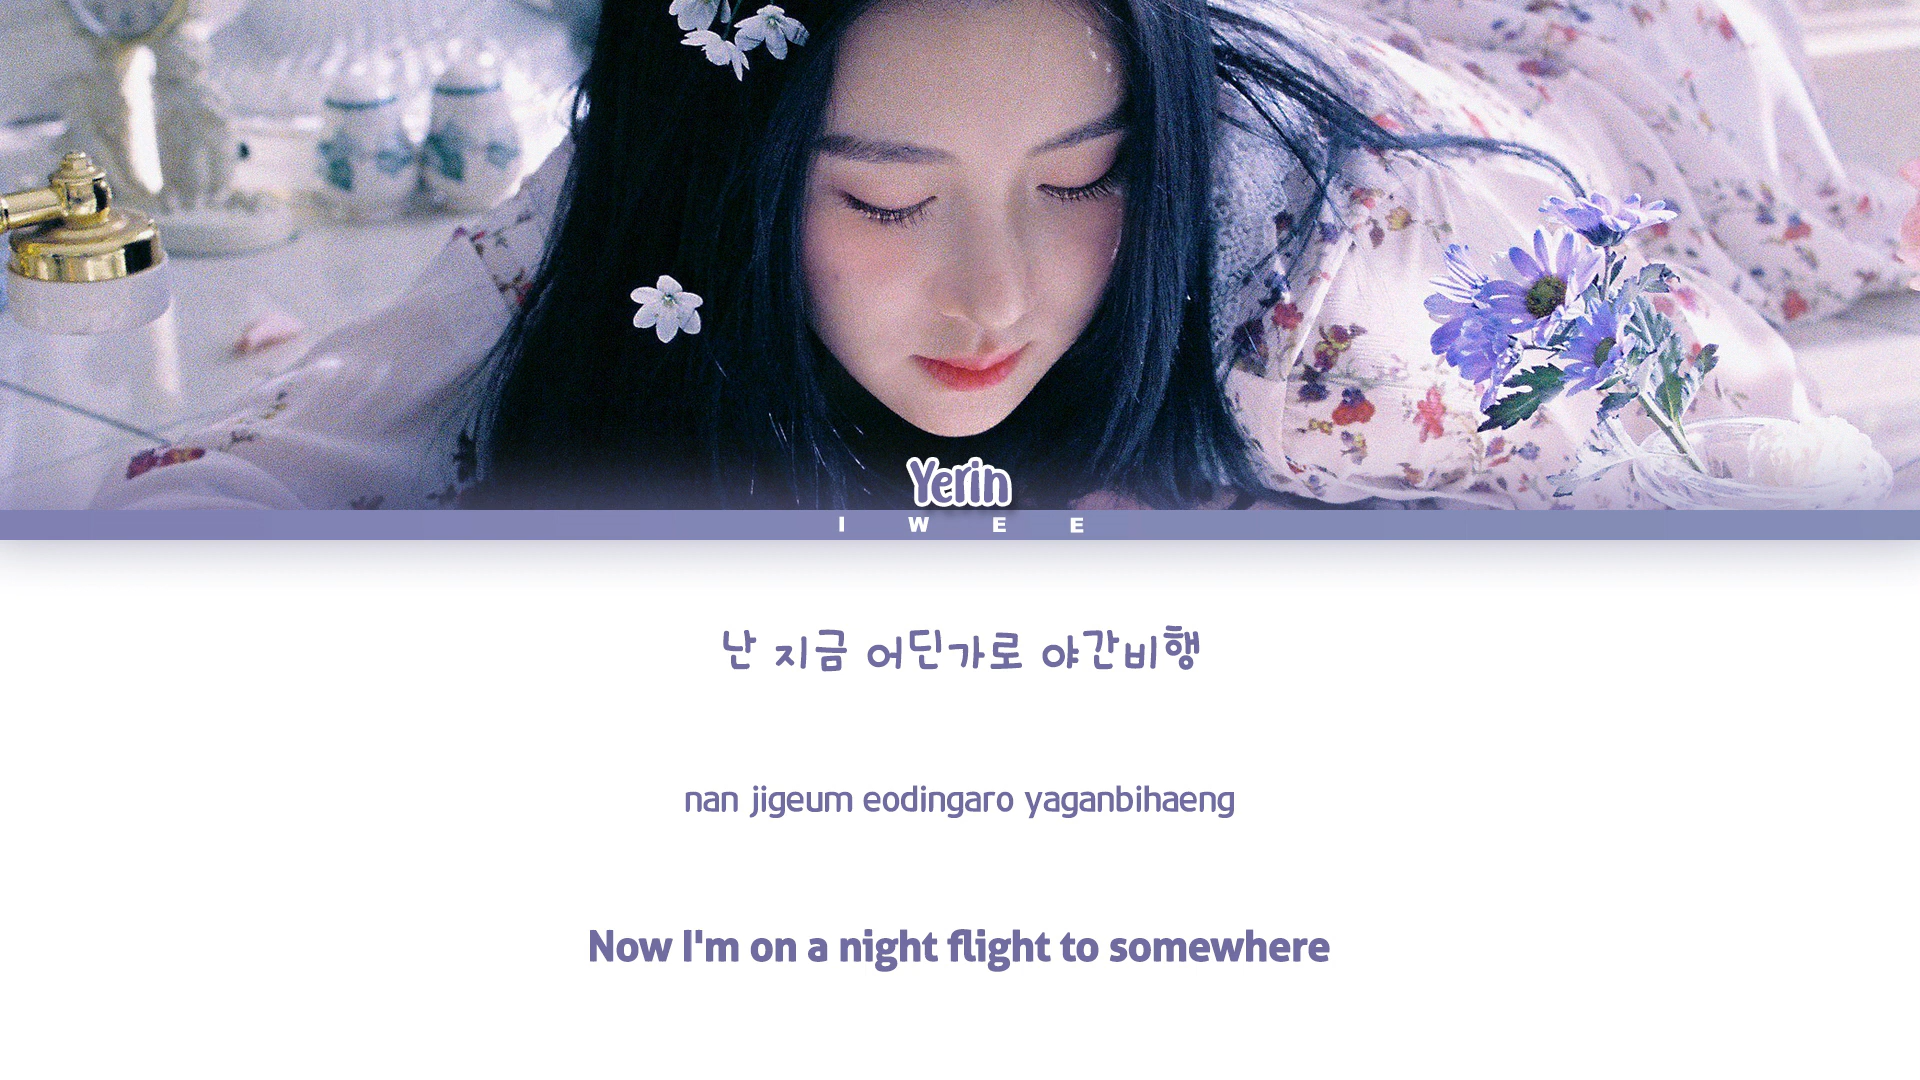 Yerin
I W E E
난 지금 어딘가로 야간비행
nan jigeum eodingaro yaganbihaeng
Now I'm on a night flight to somewhere